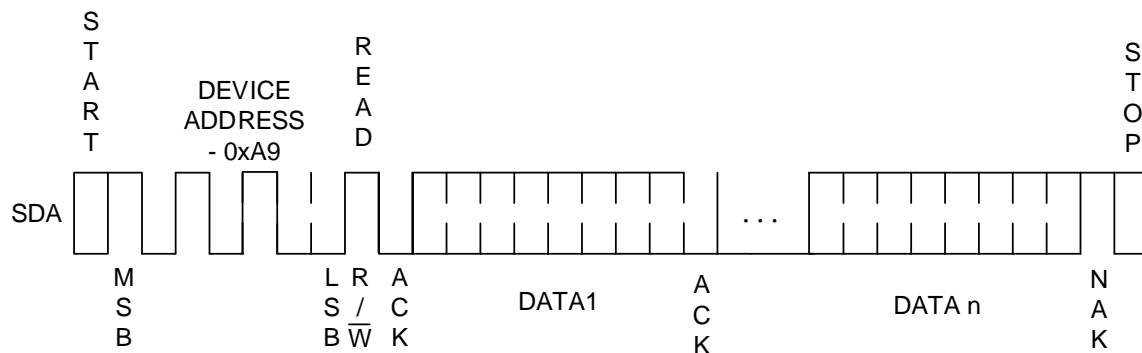 START
READ
STOP
DEVICE
ADDRESS
- 0xA9
SDA
...
MSB
LSB
R/W̅
ACK
DATA1
ACK
DATA n
NAK